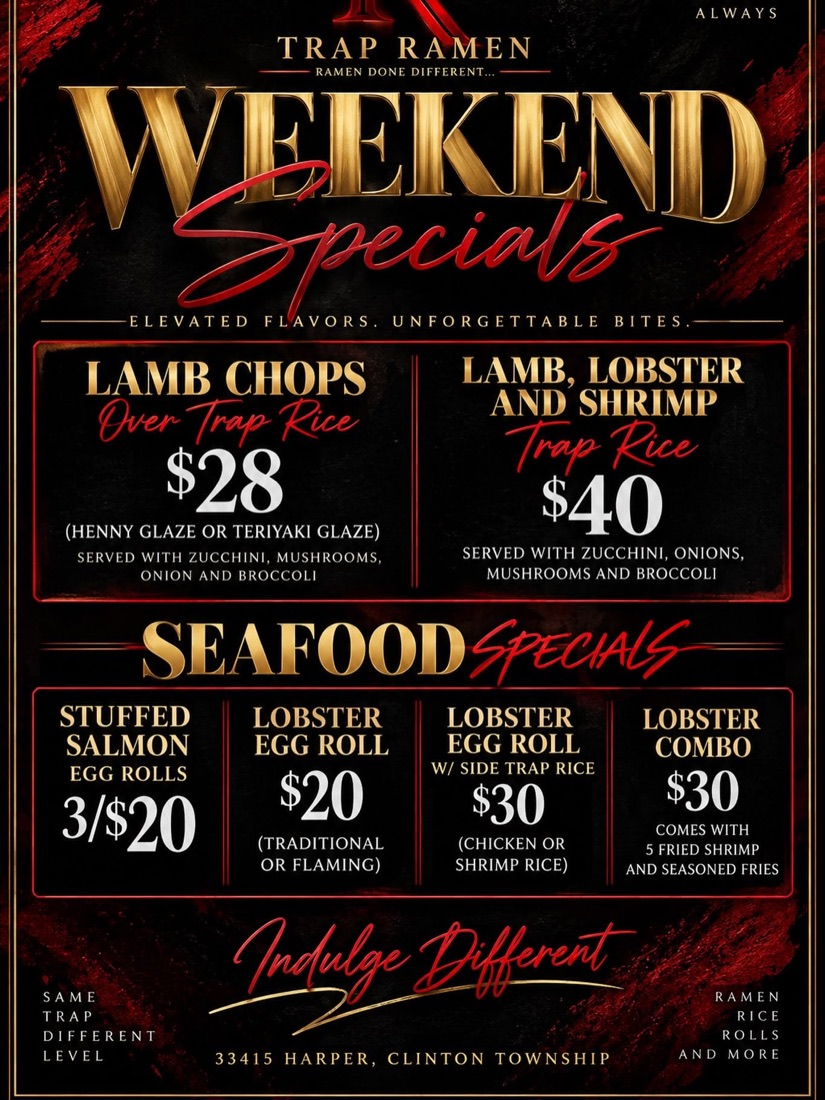 ALWAYS
TRAP RAMEN
RAMEN DONE DIFFERENT...
WEEKEND
Specials
ELEVATED FLAVORS. UNFORGETTABLE BITES.
LAMB CHOPS
Over Trap Rice
$28
(HENNY GLAZE OR TERIYAKI GLAZE)
SERVED WITH ZUCCHINI, MUSHROOMS,
ONION AND BROCCOLI
LAMB, LOBSTER
AND SHRIMP
Trap Rice
$40
SERVED WITH ZUCCHINI, ONIONS,
MUSHROOMS AND BROCCOLI
SEAFOOD SPECIALS
STUFFED
SALMON
EGG ROLLS
3/$20
LOBSTER
EGG ROLL
$20
(TRADITIONAL
OR FLAMING)
LOBSTER
EGG ROLL
W/ SIDE TRAP RICE
$30
(CHICKEN OR
SHRIMP RICE)
LOBSTER
COMBO
$30
COMES WITH
5 FRIED SHRIMP
AND SEASONED FRIES
Indulge Different
SAME
TRAP
DIFFERENT
LEVEL
33415 HARPER, CLINTON TOWNSHIP
RAMEN
RICE
ROLLS
AND MORE